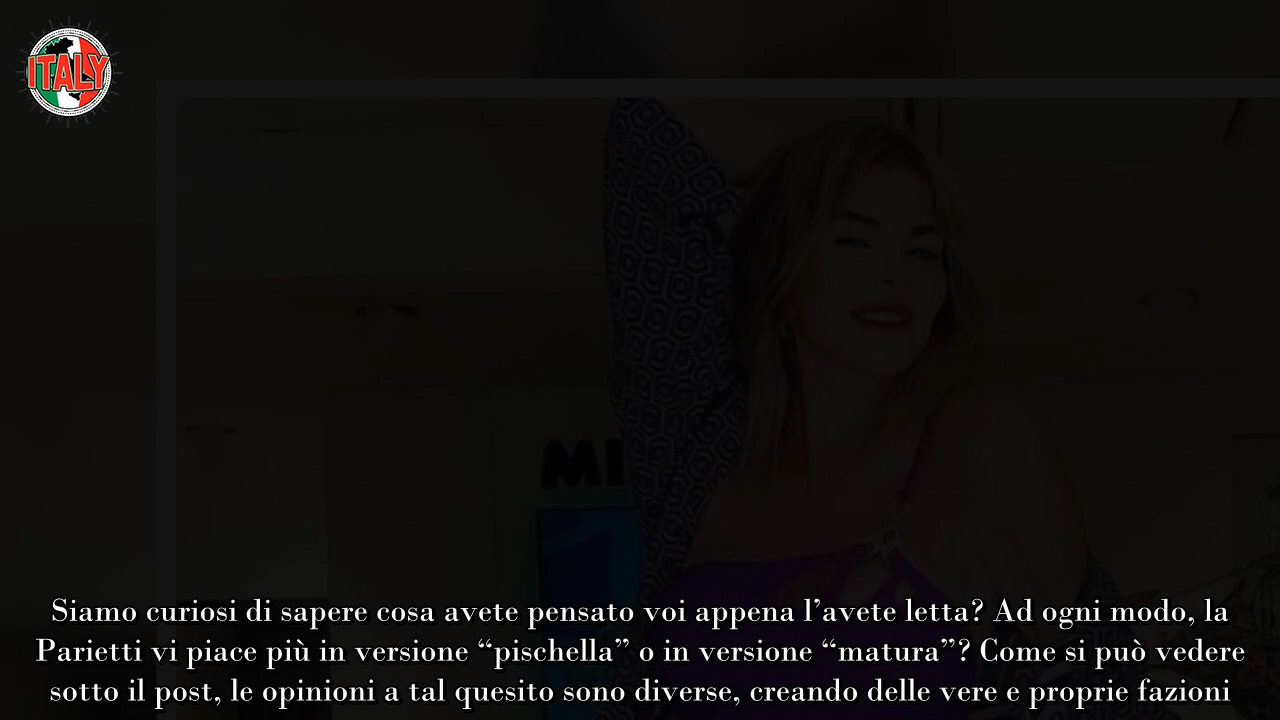 ITALY
MI
Siamo curiosi di sapere cosa avete pensato voi appena l’avete letta? Ad ogni modo, la
Parietti vi piace più in versione “pischella” o in versione “matura”? Come si può vedere
sotto il post, le opinioni a tal quesito sono diverse, creando delle vere e proprie fazioni